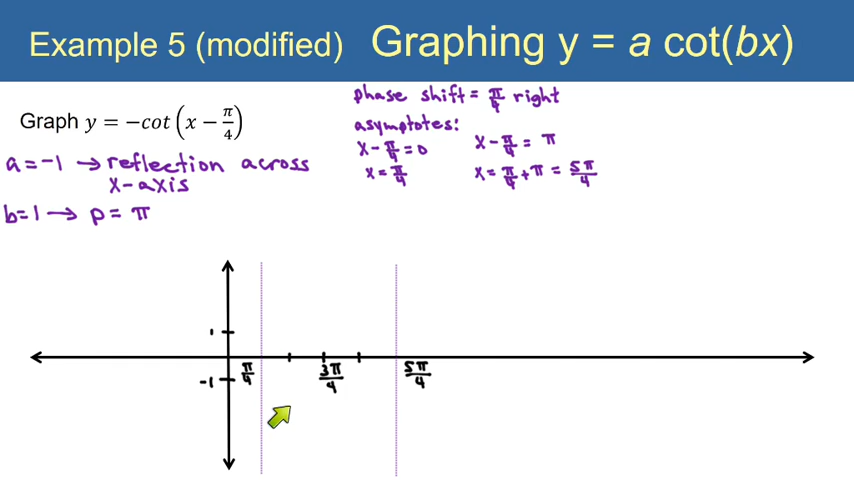 Example 5 (modified) Graphing y = a cot(bx)
Graph y = −cot (x − π/4)
a = -1 → reflection across
x-axis
b=1 → p = π
phase shift = π/4 right
asymptotes:
x - π/4 = 0
x = π/4
x - π/4 = π
x = π/4 + π = 5π/4
1
-1
π/4
3π/4
5π/4